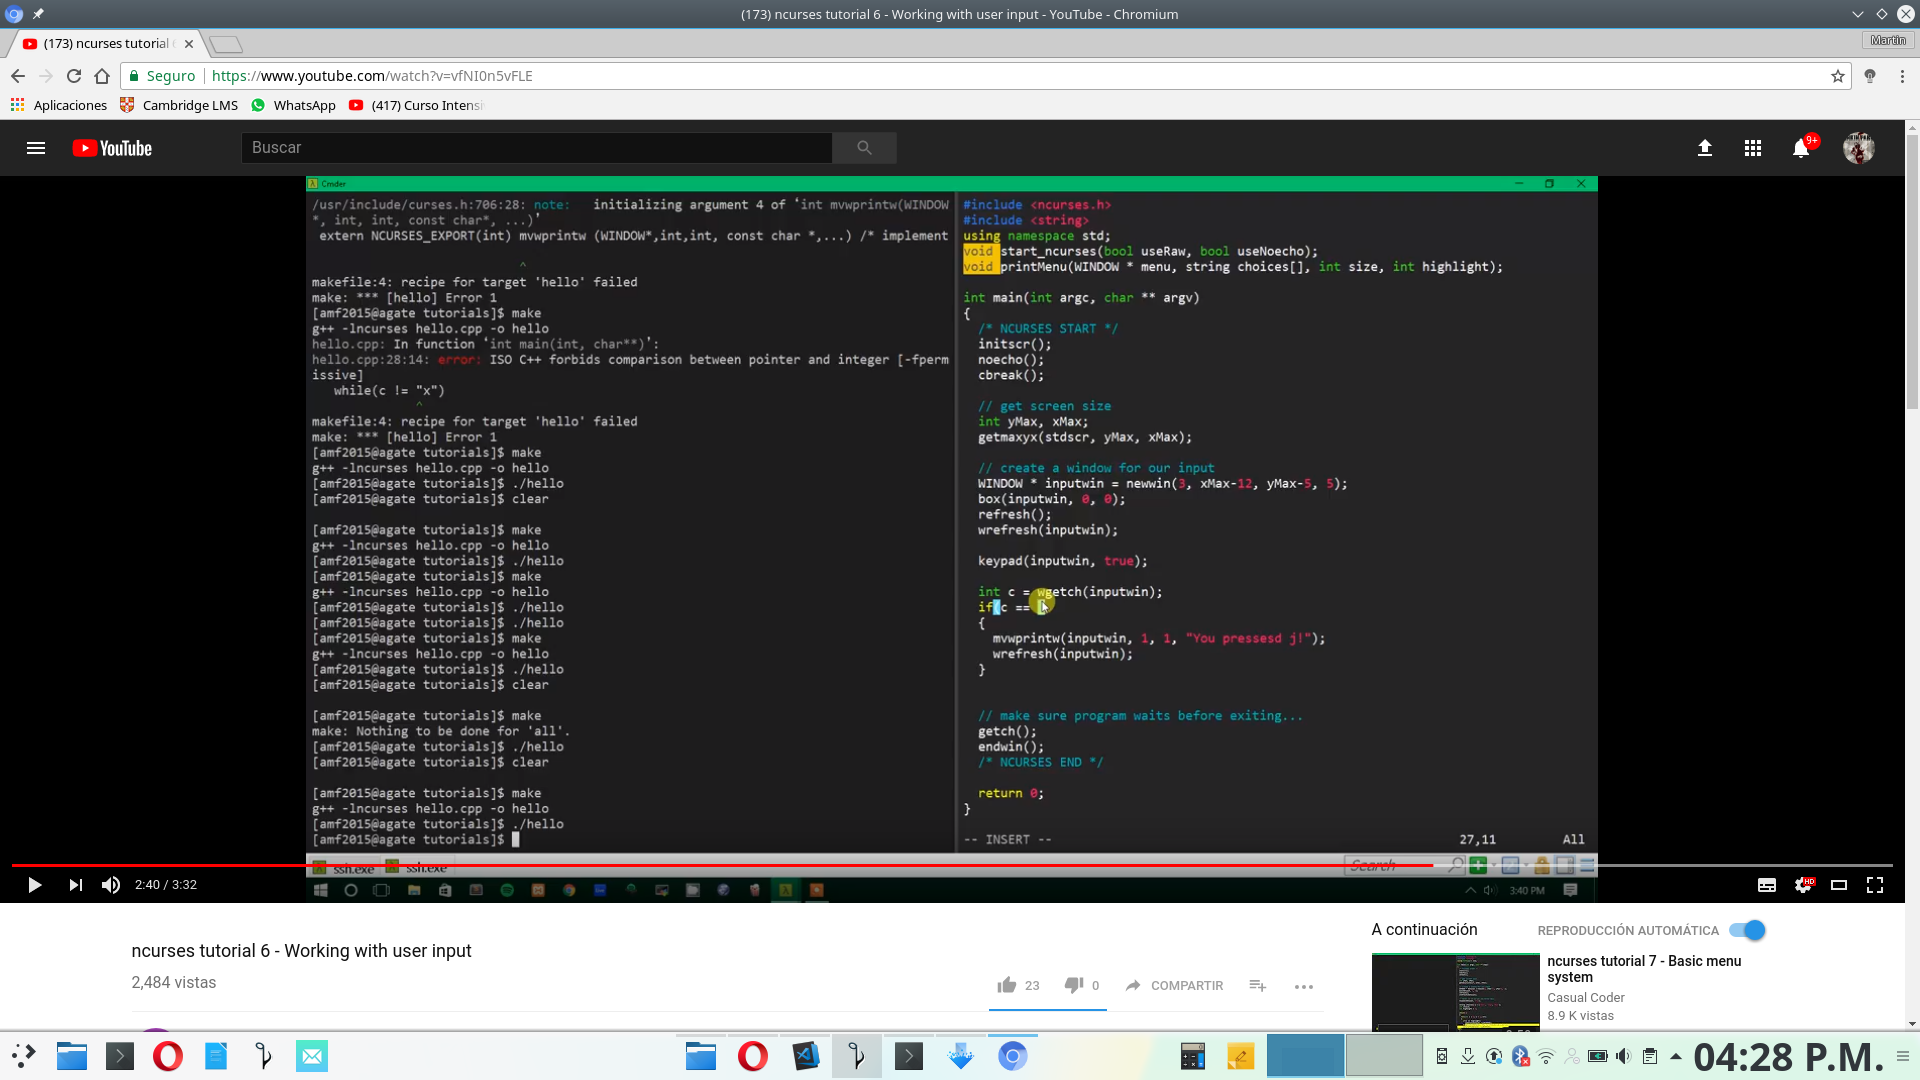 (173) ncurses tutorial 6 - Working with user input - YouTube - Chromium
(173) ncurses tutorial 6
Martin
Seguro
https://www.youtube.com/watch?v=vfNI0n5vFLE
Aplicaciones
Cambridge LMS
WhatsApp
(417) Curso Intensi
YouTube
Buscar
9+
Cmder
/usr/include/curses.h:706:28: note:   initializing argument 4 of ‘int mvwprintw(WINDOW
*, int, int, const char*, ...)’
extern NCURSES_EXPORT(int) mvwprintw (WINDOW*,int,int, const char *,...) /* implement
^
makefile:4: recipe for target 'hello' failed
make: *** [hello] Error 1
[amf2015@agate tutorials]$ make
g++ -lncurses hello.cpp -o hello
hello.cpp: In function ‘int main(int, char**)’:
hello.cpp:28:14: error: ISO C++ forbids comparison between pointer and integer [-fperm
issive]
while(c != "x")
^
makefile:4: recipe for target 'hello' failed
make: *** [hello] Error 1
[amf2015@agate tutorials]$ make
g++ -lncurses hello.cpp -o hello
[amf2015@agate tutorials]$ ./hello
[amf2015@agate tutorials]$ clear
[amf2015@agate tutorials]$ make
g++ -lncurses hello.cpp -o hello
[amf2015@agate tutorials]$ ./hello
[amf2015@agate tutorials]$ make
g++ -lncurses hello.cpp -o hello
[amf2015@agate tutorials]$ ./hello
[amf2015@agate tutorials]$ ./hello
[amf2015@agate tutorials]$ make
g++ -lncurses hello.cpp -o hello
[amf2015@agate tutorials]$ ./hello
[amf2015@agate tutorials]$ clear
[amf2015@agate tutorials]$ make
make: Nothing to be done for 'all'.
[amf2015@agate tutorials]$ ./hello
[amf2015@agate tutorials]$ clear
[amf2015@agate tutorials]$ make
g++ -lncurses hello.cpp -o hello
[amf2015@agate tutorials]$ ./hello
[amf2015@agate tutorials]$
#include <ncurses.h>
#include <string>
using namespace std;
void start_ncurses(bool useRaw, bool useNoecho);
void printMenu(WINDOW * menu, string choices[], int size, int highlight);
int main(int argc, char ** argv)
{
/* NCURSES START */
initscr();
noecho();
cbreak();
// get screen size
int yMax, xMax;
getmaxyx(stdscr, yMax, xMax);
// create a window for our input
WINDOW * inputwin = newwin(3, xMax-12, yMax-5, 5);
box(inputwin, 0, 0);
refresh();
wrefresh(inputwin);
keypad(inputwin, true);
int c = wgetch(inputwin);
if(c ==
{
mvwprintw(inputwin, 1, 1, "You pressesd j!");
wrefresh(inputwin);
}
// make sure program waits before exiting...
getch();
endwin();
/* NCURSES END */
return 0;
}
-- INSERT --
27,11
All
ssh.exe
ssh.exe
Search
3:40 PM
2:40 / 3:32
HD
ncurses tutorial 6 - Working with user input
2,484 vistas
23
0
COMPARTIR
A continuación
REPRODUCCIÓN AUTOMÁTICA
ncurses tutorial 7 - Basic menu
system
Casual Coder
8.9 K vistas
04:28 P.M.